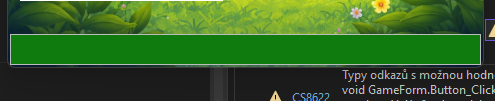 Typy odkazů s možnou hodn
CS8622
void GameForm.Button_Click